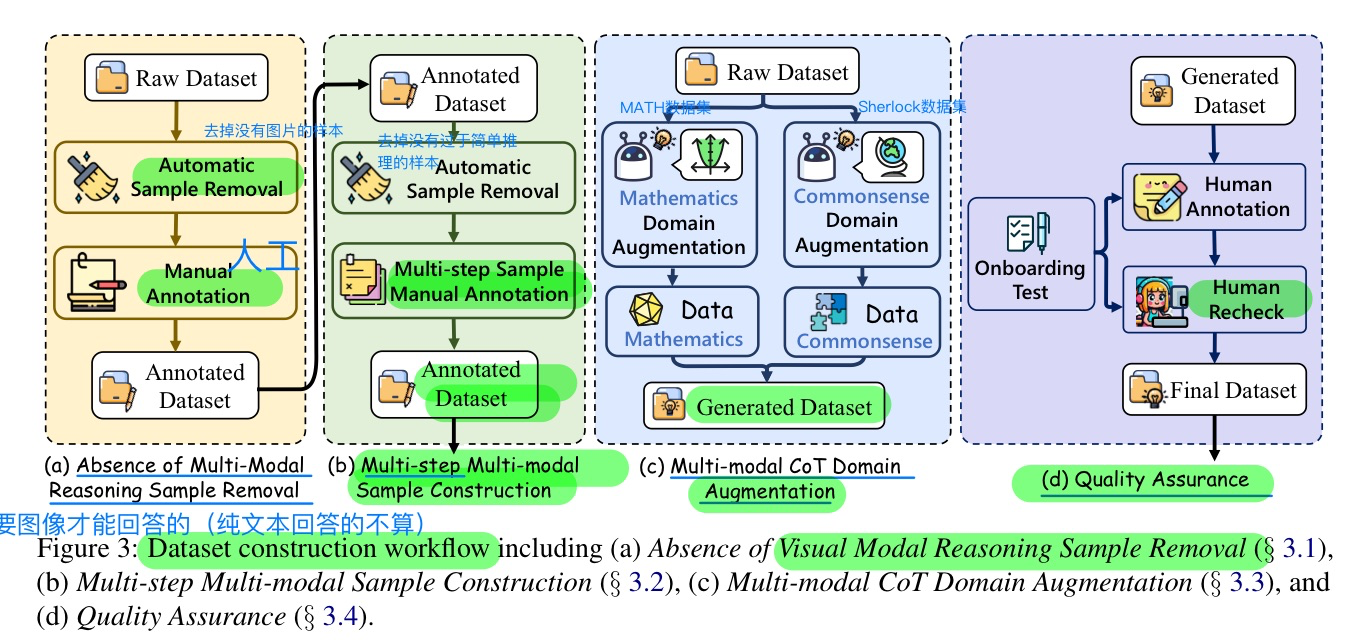 Raw Dataset
去掉没有图片的样本
Automatic
Sample Removal
人工
Manual
Annotation
Annotated
Dataset
(a) Absence of Multi-Modal
Reasoning Sample Removal
要图像才能回答的（纯文本回答的不算）
Annotated
Dataset
去掉没有过于简单推
理的样本
Automatic
Sample Removal
Multi-step Sample
Manual Annotation
Annotated
Dataset
(b) Multi-step Multi-modal
Sample Construction
Raw Dataset
MATH数据集
Sherlock数据集
Mathematics
Domain
Augmentation
Commonsense
Domain
Augmentation
Data
Mathematics
Data
Commonsense
Generated Dataset
(c) Multi-modal CoT Domain
Augmentation
Generated
Dataset
Human
Annotation
Onboarding
Test
Human
Recheck
Final Dataset
(d) Quality Assurance
Figure 3: Dataset construction workflow including (a) Absence of Visual Modal Reasoning Sample Removal (§ 3.1),
(b) Multi-step Multi-modal Sample Construction (§ 3.2), (c) Multi-modal CoT Domain Augmentation (§ 3.3), and
(d) Quality Assurance (§ 3.4).